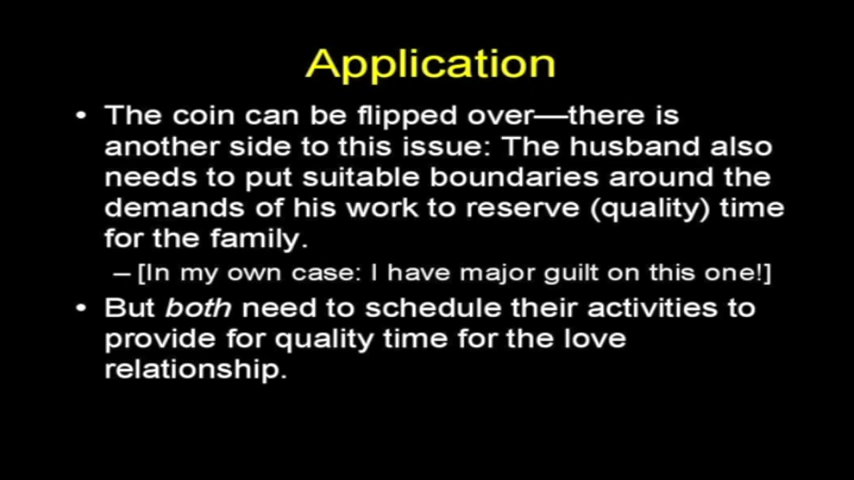 Application
• The coin can be flipped over—there is
another side to this issue: The husband also
needs to put suitable boundaries around the
demands of his work to reserve (quality) time
for the family.
– [In my own case: I have major guilt on this one!]
• But both need to schedule their activities to
provide for quality time for the love
relationship.